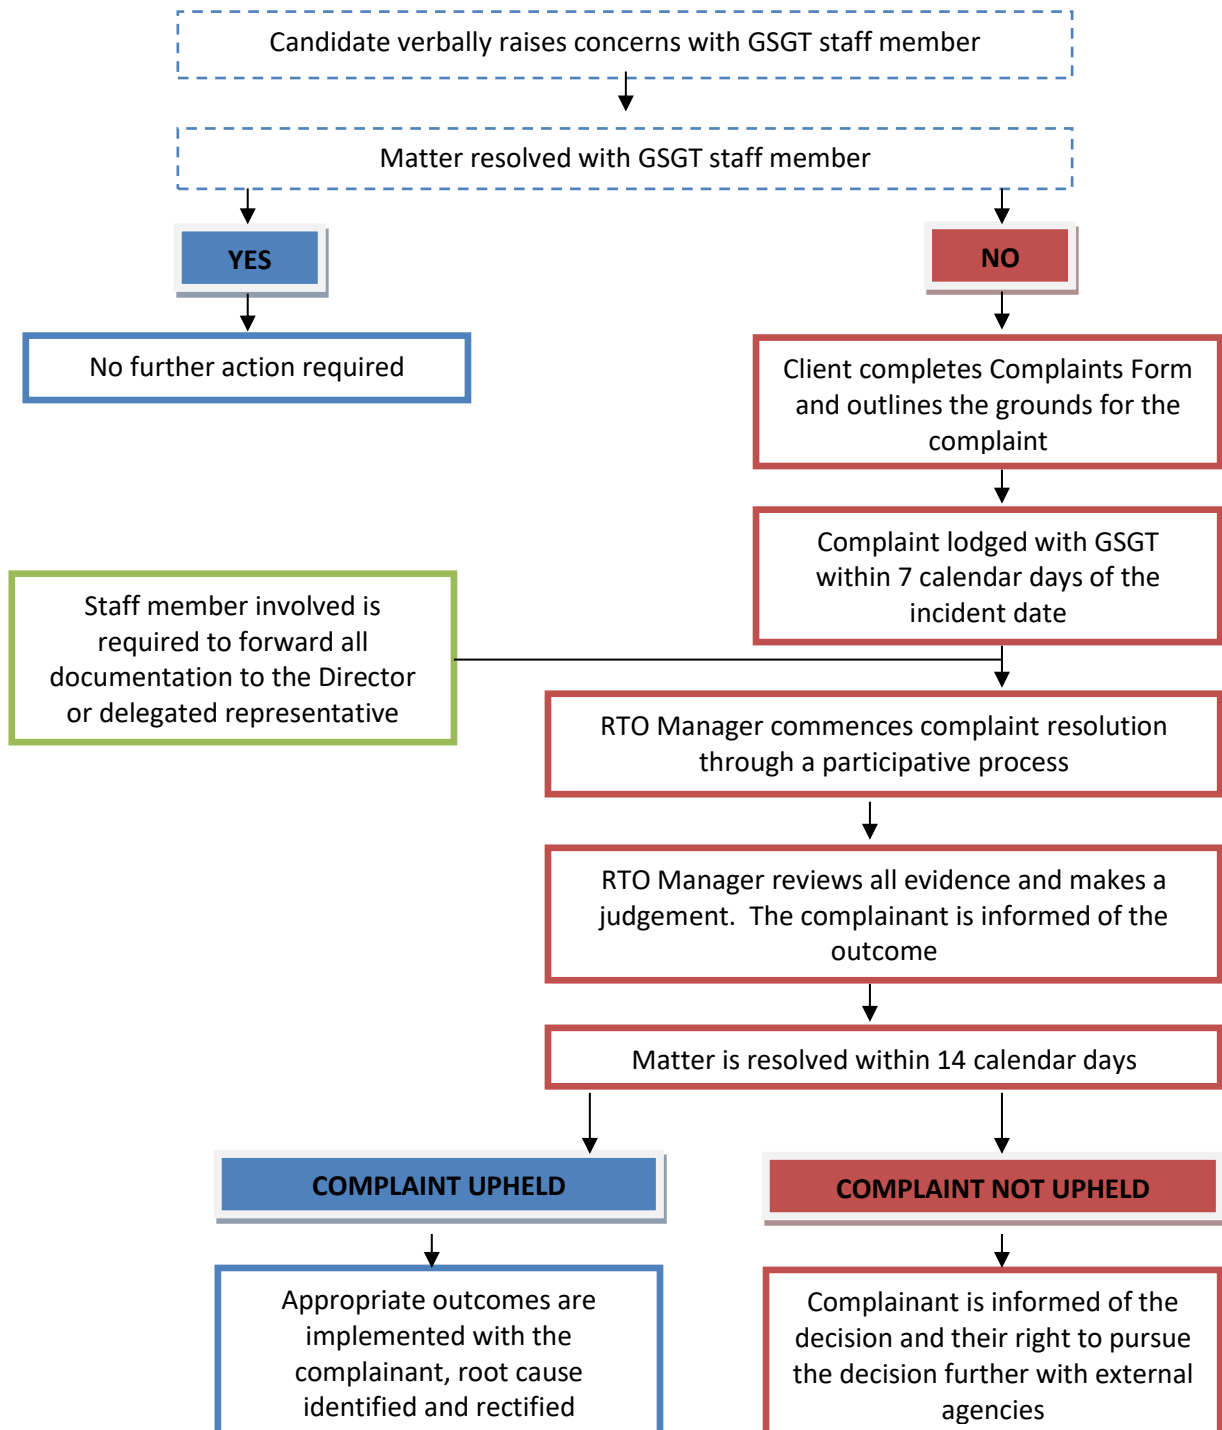 Candidate verbally raises concerns with GSGT staff member
Matter resolved with GSGT staff member
YES
NO
No further action required
Client completes Complaints Form
and outlines the grounds for the
complaint
Complaint lodged with GSGT
within 7 calendar days of the
incident date
Staff member involved is
required to forward all
documentation to the Director
or delegated representative
RTO Manager commences complaint resolution
through a participative process
RTO Manager reviews all evidence and makes a
judgement.  The complainant is informed of the
outcome
Matter is resolved within 14 calendar days
COMPLAINT UPHELD
COMPLAINT NOT UPHELD
Appropriate outcomes are
implemented with the
complainant, root cause
identified and rectified
Complainant is informed of the
decision and their right to pursue
the decision further with external
agencies